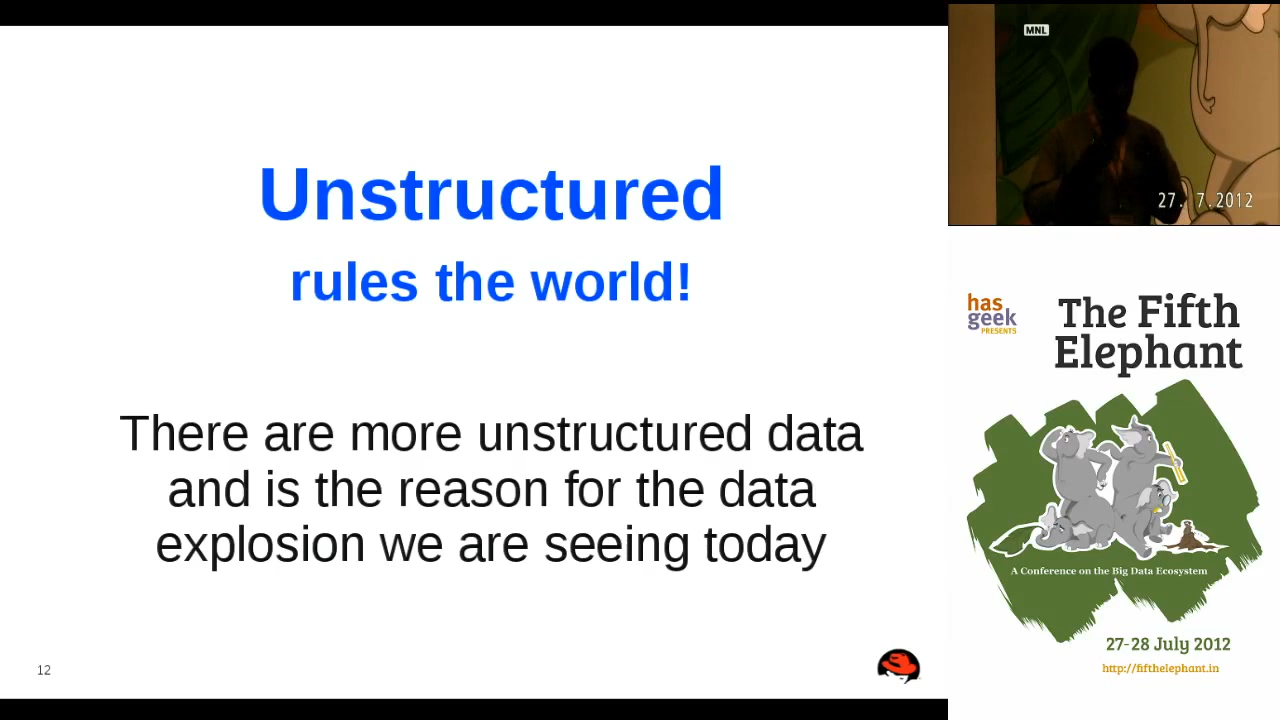 Unstructured
rules the world!
There are more unstructured data
and is the reason for the data
explosion we are seeing today
12
MNL
27. 7.2012
has
geek
PRESENTS
The Fifth
Elephant
A Conference on the Big Data Ecosystem
27-28 July 2012
http://fifthelephant.in